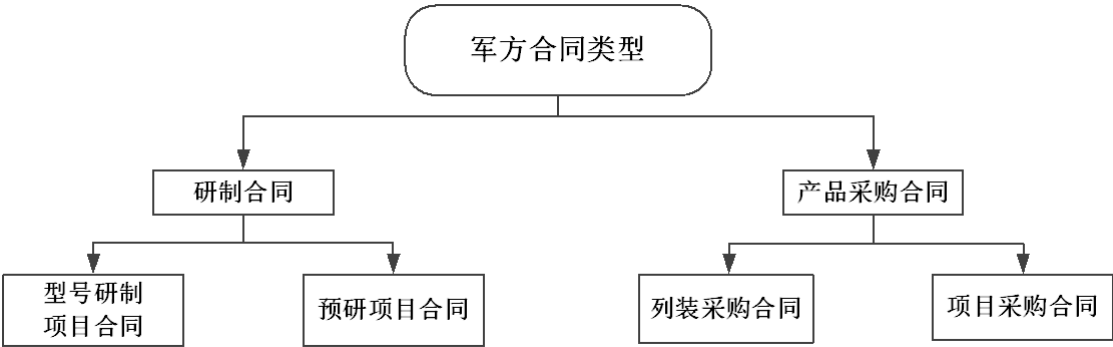 军方合同类型
研制合同
产品采购合同
型号研制
项目合同
预研项目合同
列装采购合同
项目采购合同